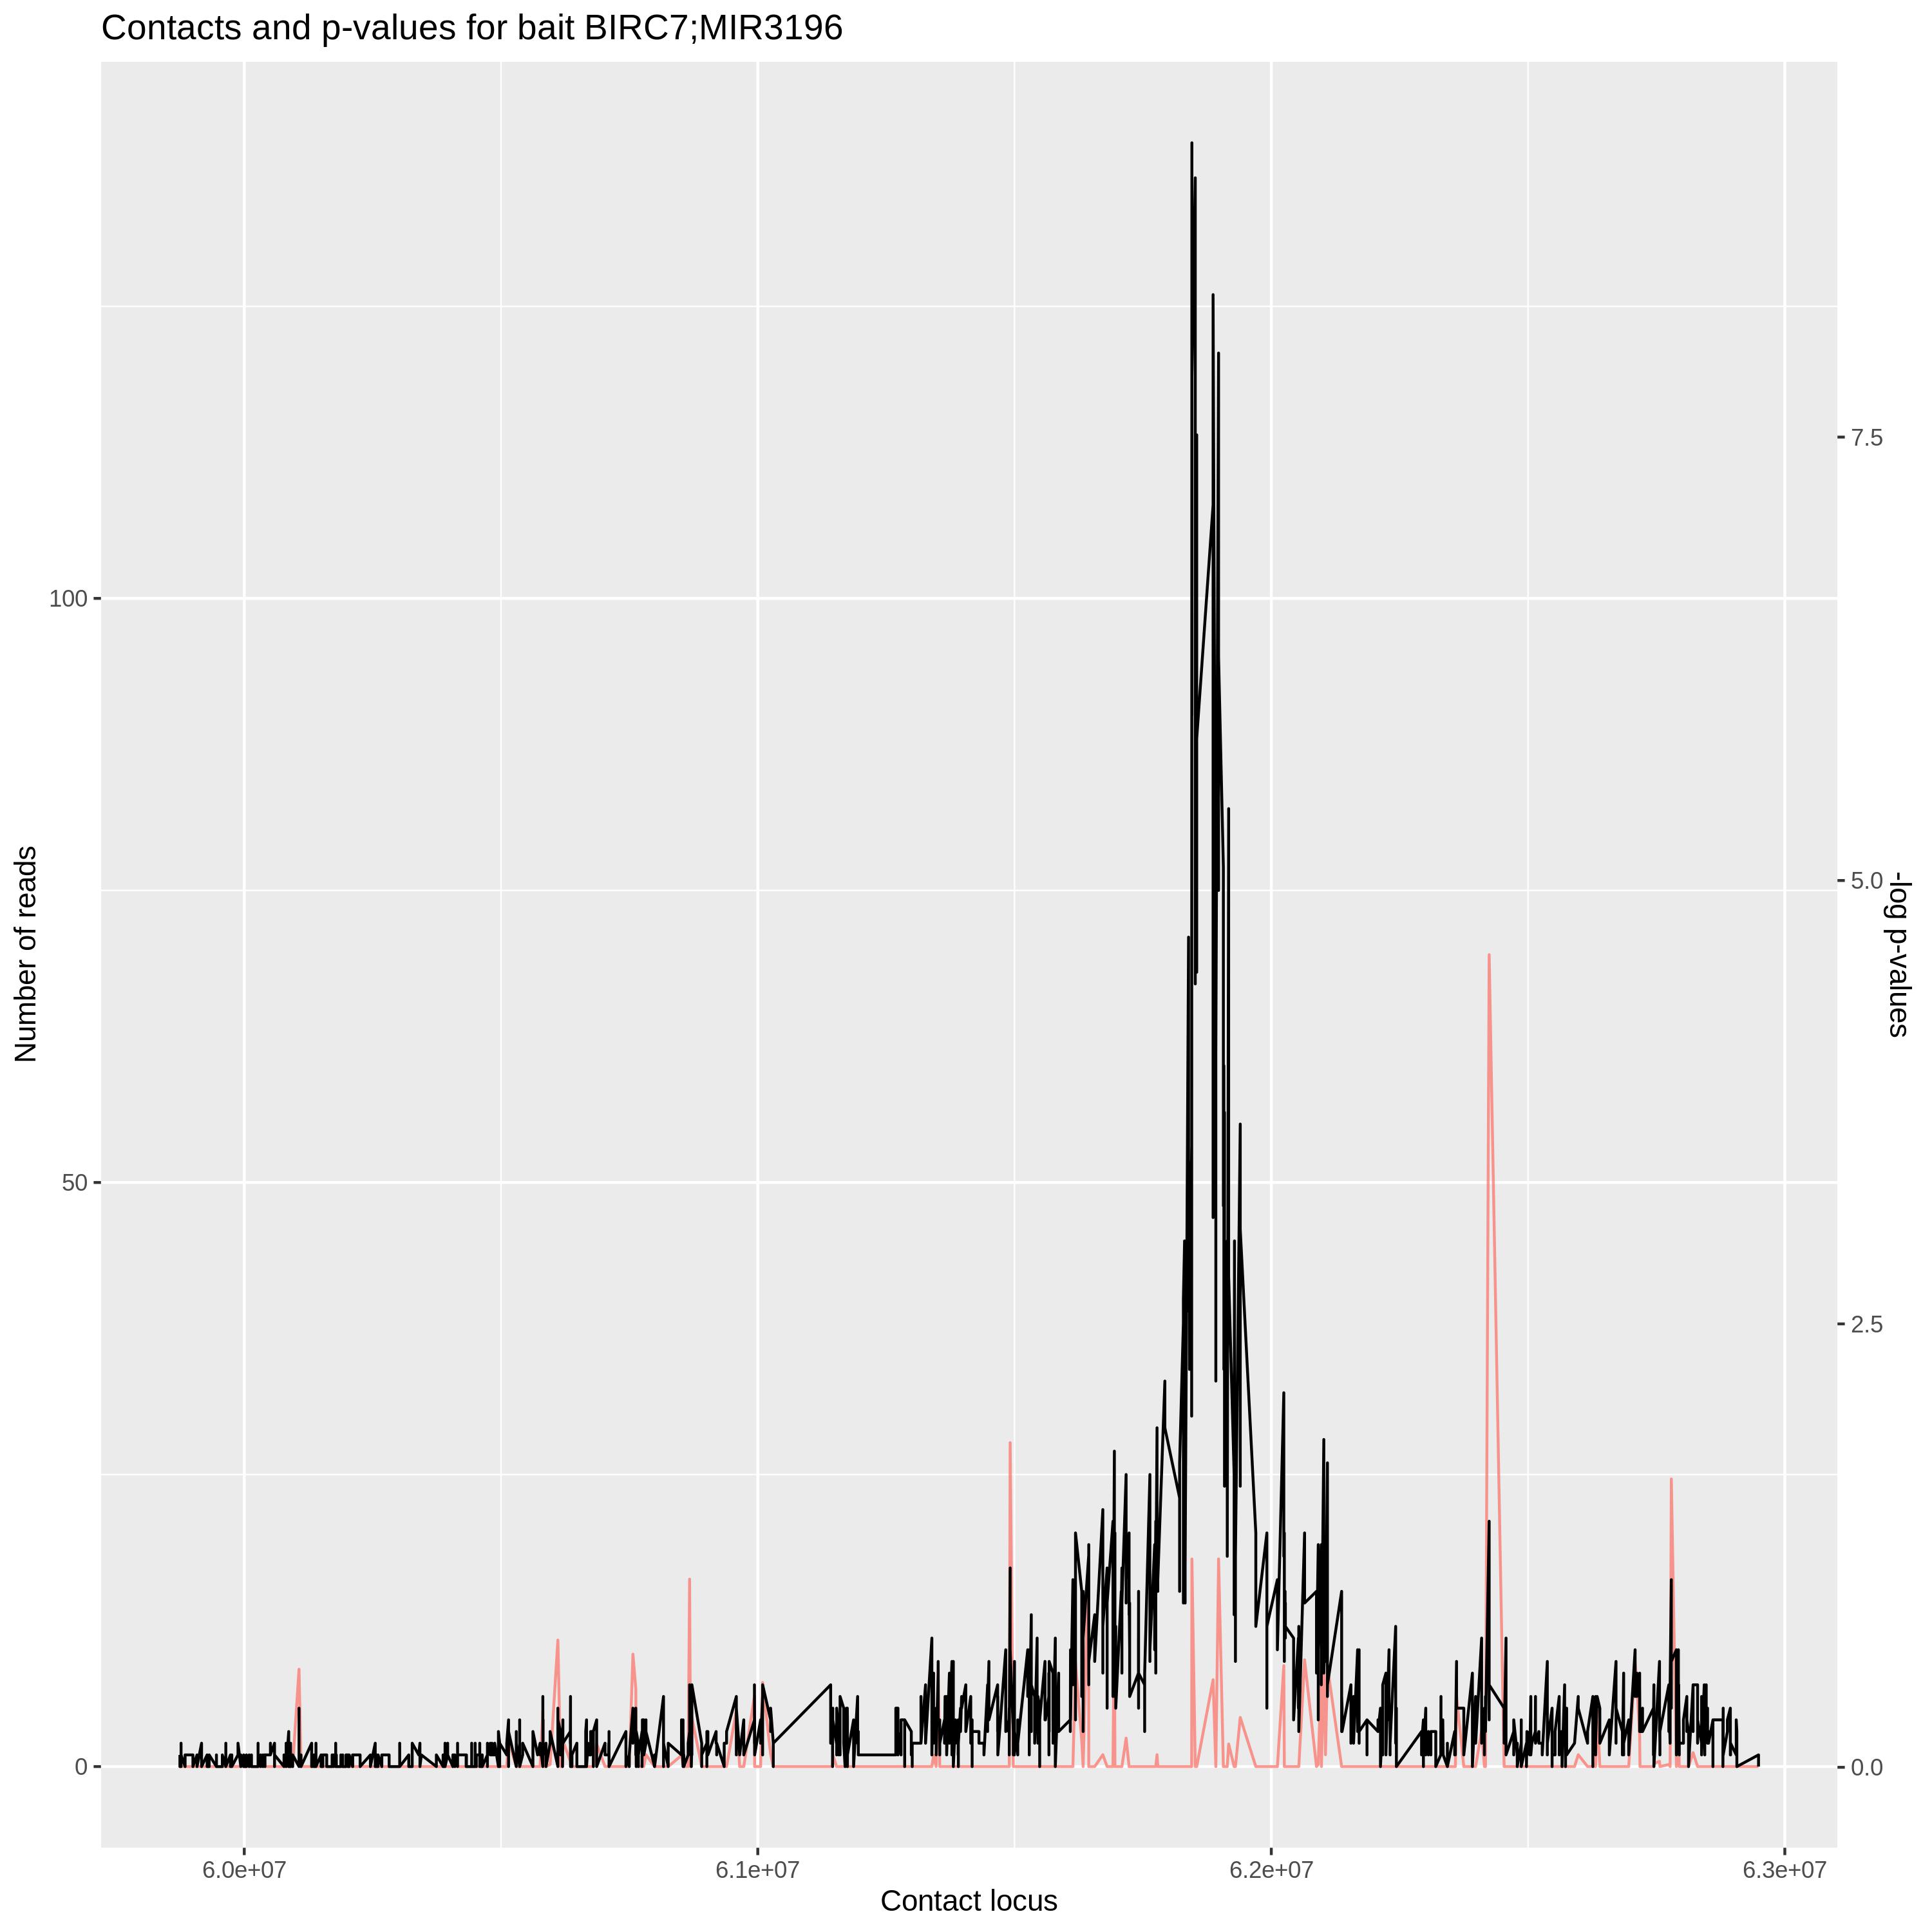 Contacts and p-values for bait BIRC7;MIR3196
100
50
0
Number of reads
7.5
5.0
2.5
0.0
-log p-values
6.0e+07
6.1e+07
6.2e+07
6.3e+07
Contact locus